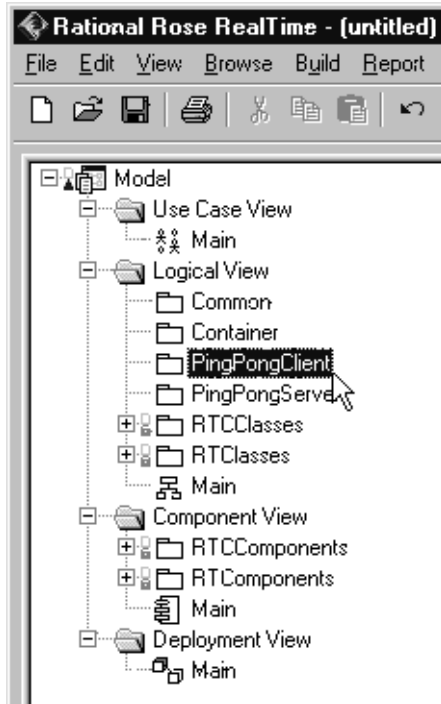 Rational Rose RealTime - (untitled)
File Edit View Browse Build Report
Model
Use Case View
Main
Logical View
Common
Container
PingPongClient
PingPongServe
RTCClasses
RTClasses
Main
Component View
RTCComponents
RTComponents
Main
Deployment View
Main